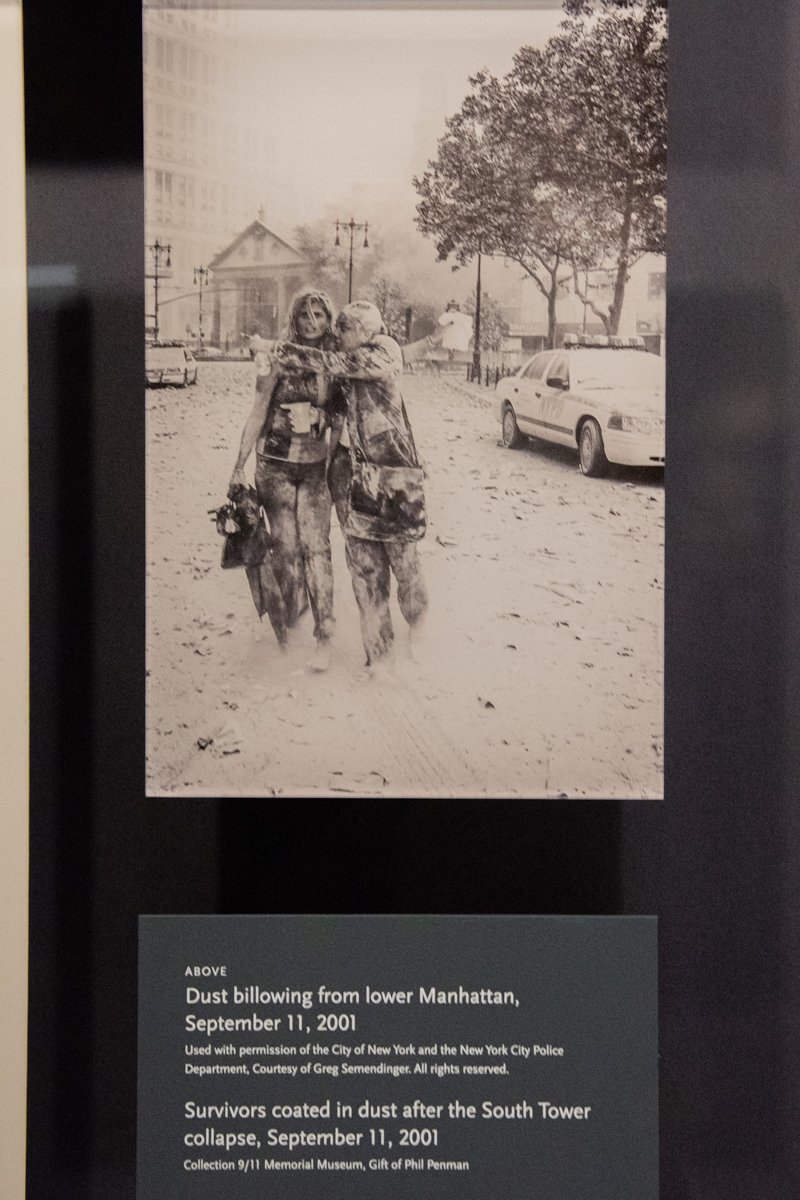 ABOVE
Dust billowing from lower Manhattan,
September 11, 2001
Used with permission of the City of New York and the New York City Police
Department, Courtesy of Greg Semendinger. All rights reserved.
Survivors coated in dust after the South Tower
collapse, September 11, 2001
Collection 9/11 Memorial Museum, Gift of Phil Penman